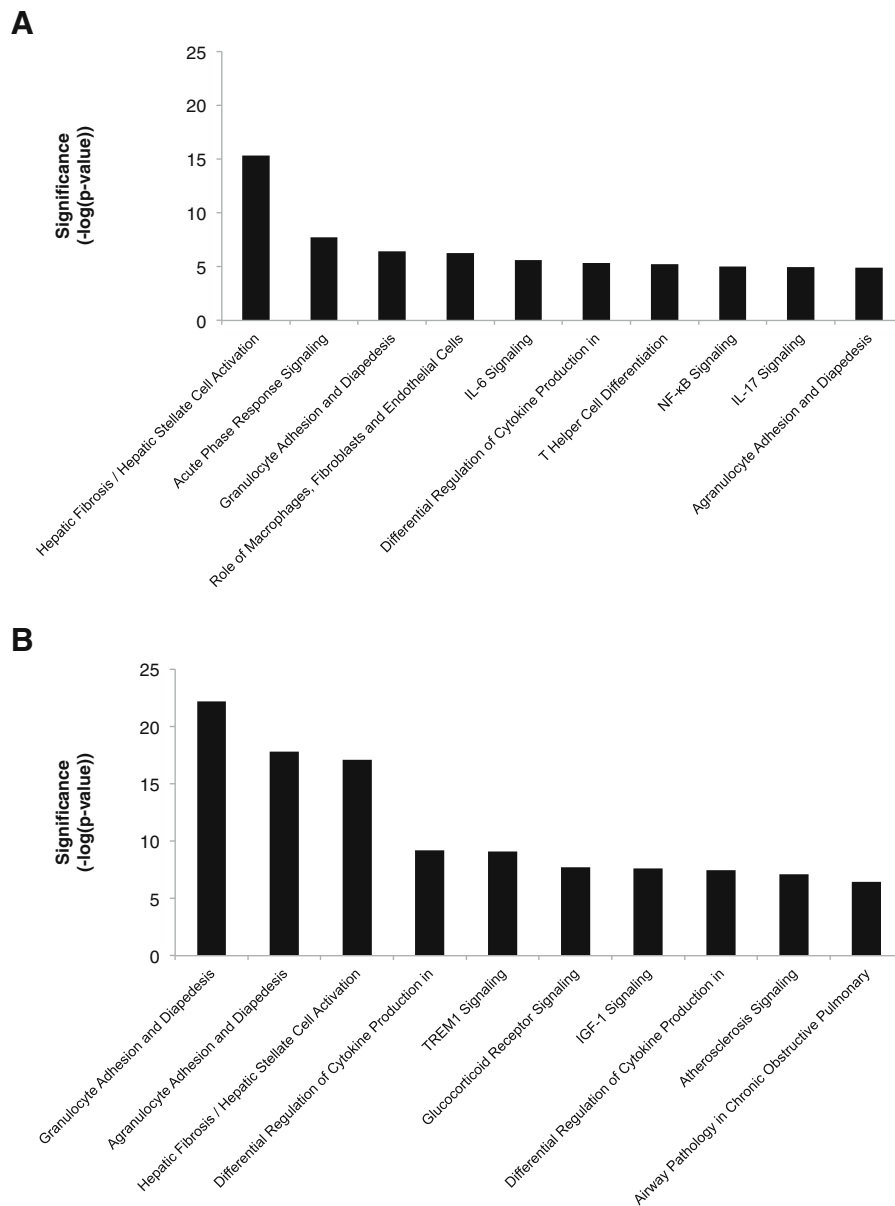 A
Significance
(-log(p-value))
25
20
15
10
5
0
Hepatic Fibrosis / Hepatic Stellate Cell Activation
Acute Phase Response Signaling
Granulocyte Adhesion and Diapedesis
Role of Macrophages, Fibroblasts and Endothelial Cells
IL-6 Signaling
Differential Regulation of Cytokine Production in
T Helper Cell Differentiation
NF-κB Signaling
IL-17 Signaling
Agranulocyte Adhesion and Diapedesis
B
Significance
(-log(p-value))
25
20
15
10
5
0
Granulocyte Adhesion and Diapedesis
Agranulocyte Adhesion and Diapedesis
Hepatic Fibrosis / Hepatic Stellate Cell Activation
Differential Regulation of Cytokine Production in
TREM1 Signaling
Glucocorticoid Receptor Signaling
IGF-1 Signaling
Differential Regulation of Cytokine Production in
Atherosclerosis Signaling
Airway Pathology in Chronic Obstructive Pulmonary